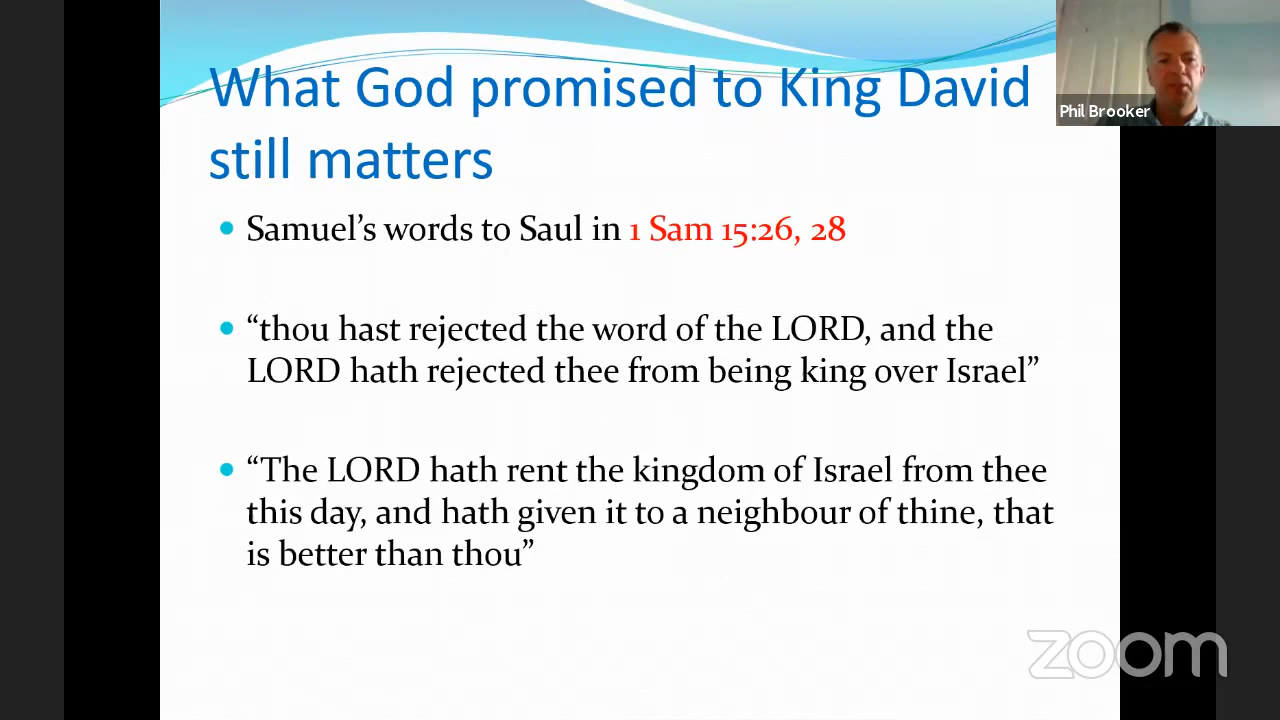 What God promised to King David
still matters
Phil Brooker
• Samuel’s words to Saul in 1 Sam 15:26, 28
• “thou hast rejected the word of the LORD, and the
LORD hath rejected thee from being king over Israel”
• “The LORD hath rent the kingdom of Israel from thee
this day, and hath given it to a neighbour of thine, that
is better than thou”
zoom